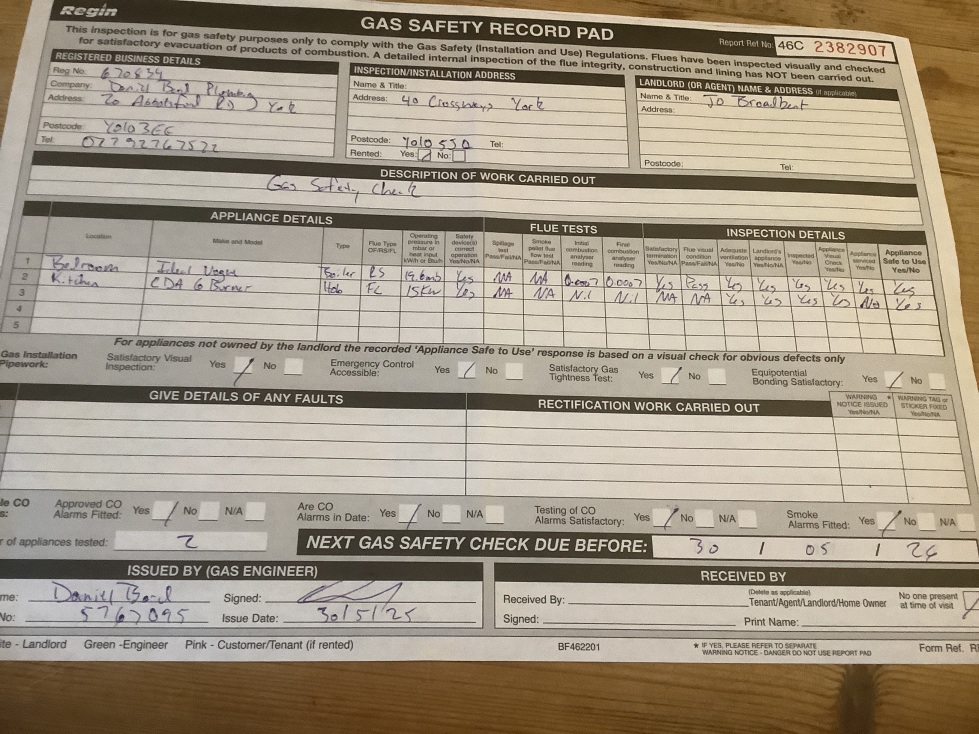 Regin
GAS SAFETY RECORD PAD
Report Ref No: 46C 2382907
This inspection is for gas safety purposes only to comply with the Gas Safety (Installation and Use) Regulations. Flues have been inspected visually and checked
for satisfactory evacuation of products of combustion. A detailed internal inspection of the flue integrity, construction and lining has NOT been carried out.
REGISTERED BUSINESS DETAILS
Reg No: 670839
Company:
Address: 20 York
Postcode: YO10 3EE
Tel: 07792767522
INSPECTION/INSTALLATION ADDRESS
Name & Title:
Address: 40 Crossways York
Postcode: YO10 5JQ Tel:
Rented: Yes: No:
LANDLORD (OR AGENT) NAME & ADDRESS (if applicable)
Name & Title: Jo Broadbent
Address:
Postcode: Tel:
DESCRIPTION OF WORK CARRIED OUT
Gas Safety Check
APPLIANCE DETAILS FLUE TESTS INSPECTION DETAILS
Location Make and Model Type Flue Type OF/RS/FL Operating pressure in mbar or heat input kW/h or Btu/h Safety device(s) correct operation Yes/No/NA Spillage test Pass/Fail/NA Smoke pellet flue flow test Pass/Fail/NA Initial combustion analyser reading Final combustion analyser reading Satisfactory termination Yes/No/NA Flue visual condition Pass/Fail/NA Adequate ventilation Yes/No Landlord's appliance Yes/No/NA Inspected Yes/No Appliance Visual Check Yes/No Appliance serviced Yes/No Appliance Safe to Use Yes/No
1 Bedroom Ideal Boiler RS 19.6mb Yes NA NA 0.0007 0.0007 Yes Pass Yes Yes Yes Yes Yes Yes
2 Kitchen CDA 6 Burner Hob FL 15kw Yes NA NA Nil Nil NA NA Yes Yes Yes Yes No Yes
3
4
5
For appliances not owned by the landlord the recorded 'Appliance Safe to Use' response is based on a visual check for obvious defects only
Gas Installation Pipework: Satisfactory Visual Inspection: Yes No Emergency Control Accessible: Yes No Satisfactory Gas Tightness Test: Yes No Equipotential Bonding Satisfactory: Yes No
GIVE DETAILS OF ANY FAULTS RECTIFICATION WORK CARRIED OUT WARNING NOTICE ISSUED Yes/No/NA * WARNING TAG or STICKER FIXED Yes/No/NA
le CO s: Approved CO Alarms Fitted: Yes No N/A Are CO Alarms in Date: Yes No N/A Testing of CO Alarms Satisfactory: Yes No N/A Smoke Alarms Fitted: Yes No N/A
r of appliances tested: 2 NEXT GAS SAFETY CHECK DUE BEFORE: 30 / 05 / 26
ISSUED BY (GAS ENGINEER)
me: Daniel Signed:
No: 5767095 Issue Date: 30/5/25
RECEIVED BY
Received By: (Delete as applicable) Tenant/Agent/Landlord/Home Owner No one present at time of visit
Signed: Print Name:
ite - Landlord Green -Engineer Pink - Customer/Tenant (if rented)
BF462201
* IF YES, PLEASE REFER TO SEPARATE
WARNING NOTICE - DANGER DO NOT USE REPORT PAD
Form Ref. R